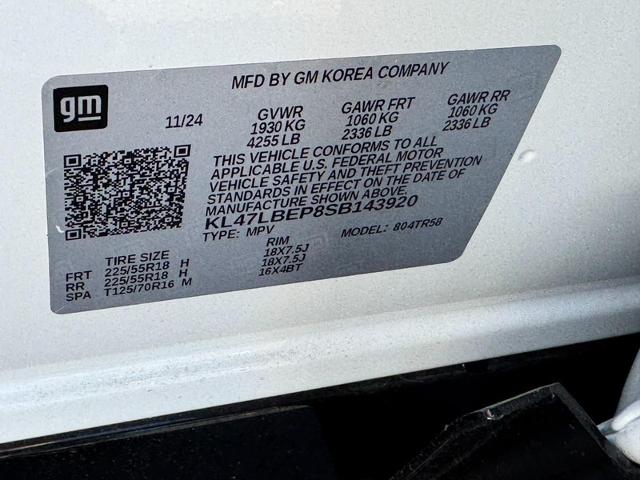 MFD BY GM KOREA COMPANY
gm
11/24 GVWR GAWR FRT GAWR RR
1930 KG 1060 KG 1060 KG
4255 LB 2336 LB 2336 LB
THIS VEHICLE CONFORMS TO ALL
APPLICABLE U.S. FEDERAL MOTOR
VEHICLE SAFETY AND THEFT PREVENTION
STANDARDS IN EFFECT ON THE DATE OF
MANUFACTURE SHOWN ABOVE.
KL47LBEP8SB143920
TYPE: MPV MODEL: 804TR58
TIRE SIZE RIM
FRT 225/55R18 H 18X7.5J
RR 225/55R18 H 18X7.5J
SPA T125/70R16 M 16X4BT